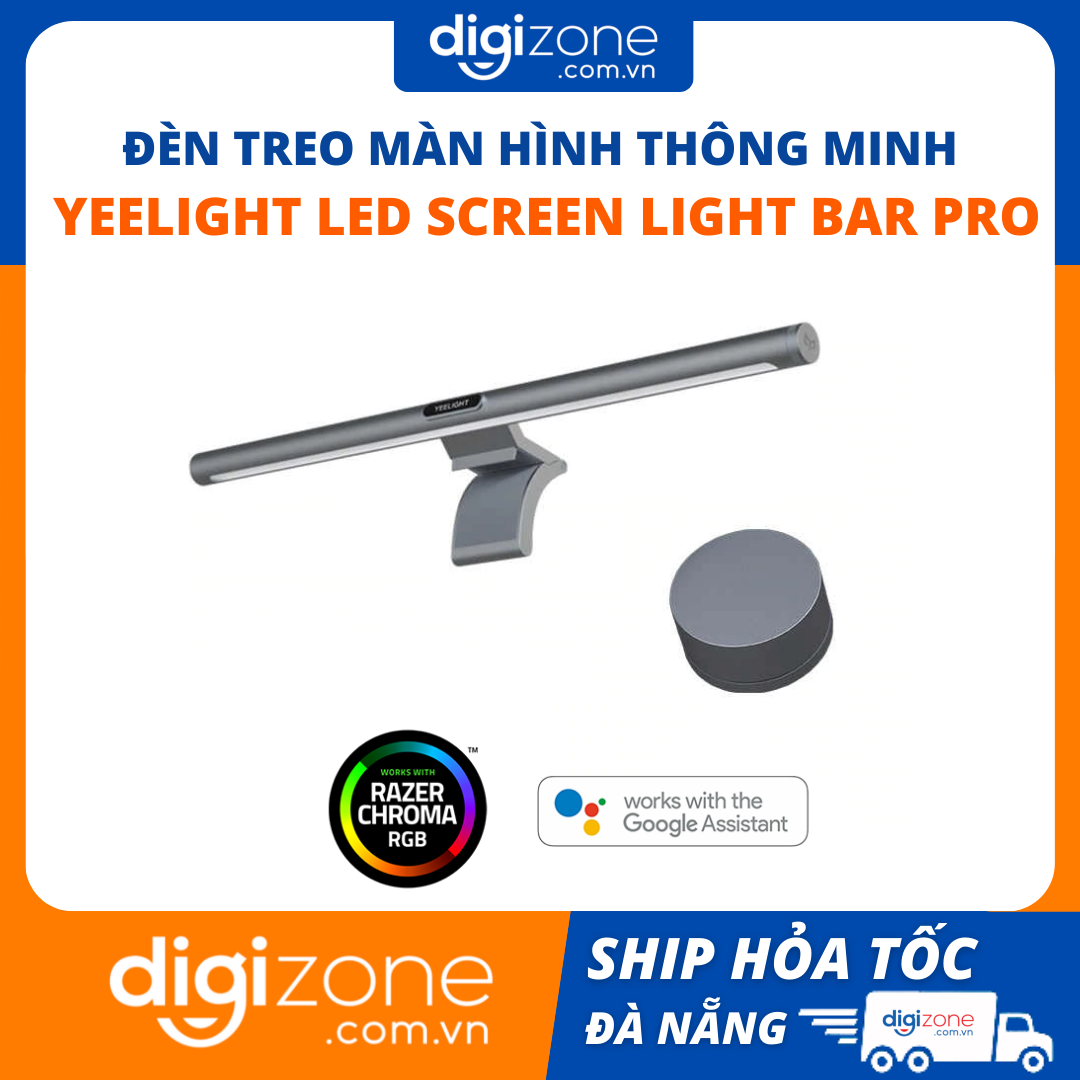 digizone
.com.vn
ĐÈN TREO MÀN HÌNH THÔNG MINH
YEELIGHT LED SCREEN LIGHT BAR PRO
YEELIGHT
WORKS WITH
RAZER
CHROMA
RGB
™
works with the
Google Assistant
digizone
.com.vn
SHIP HỎA TỐC
ĐÀ NẴNG
digizone
.com.vn